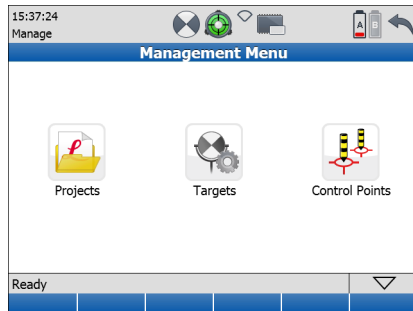 15:37:24
Manage
A
B
Management Menu
Projects
Targets
Control Points
Ready